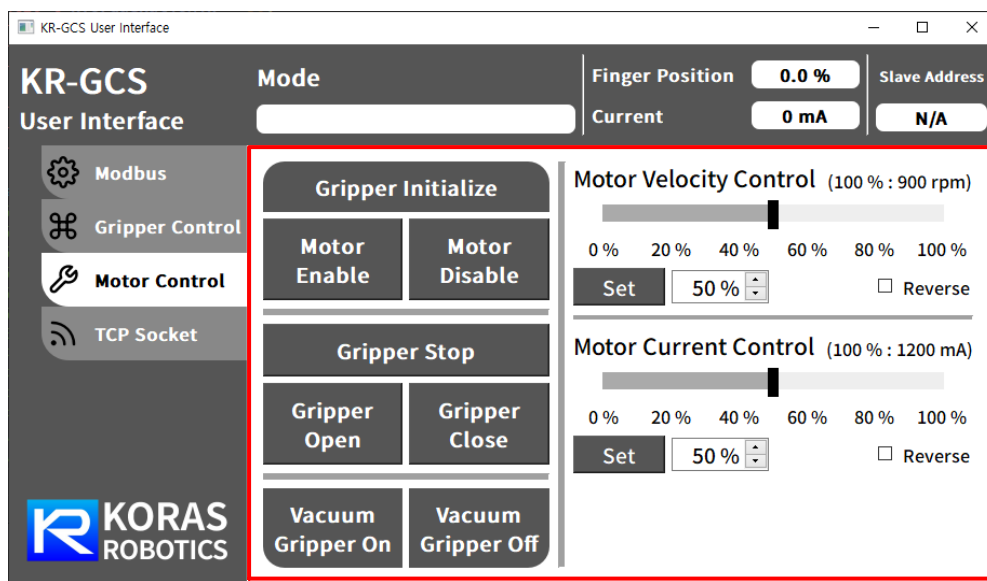 KR-GCS User Interface
KR-GCS
User Interface
Mode
Finger Position 0.0 %
Current 0 mA
Slave Address
N/A
Modbus
Gripper Control
Motor Control
TCP Socket
KORAS
ROBOTICS
Gripper Initialize
Motor
Enable
Motor
Disable
Gripper Stop
Gripper
Open
Gripper
Close
Vacuum
Gripper On
Vacuum
Gripper Off
Motor Velocity Control (100 % : 900 rpm)
0 % 20 % 40 % 60 % 80 % 100 %
Set 50 % Reverse
Motor Current Control (100 % : 1200 mA)
0 % 20 % 40 % 60 % 80 % 100 %
Set 50 % Reverse